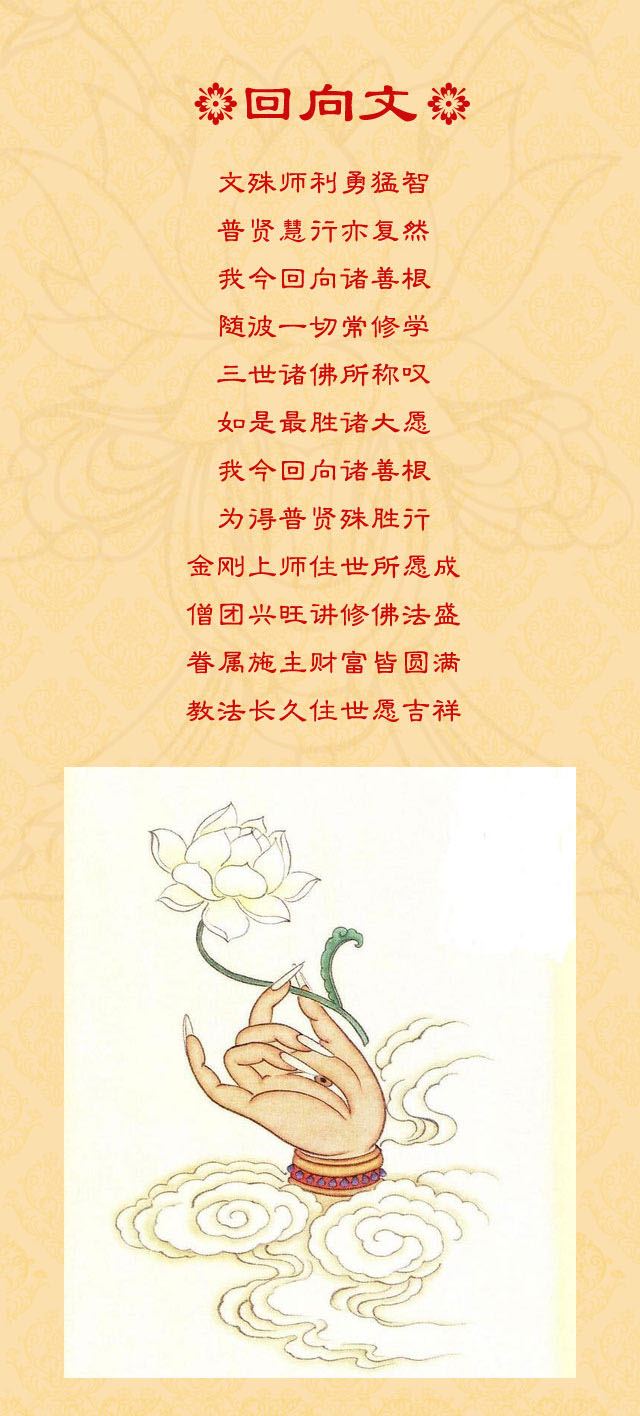 回向文
文殊师利勇猛智
普贤慧行亦复然
我今回向诸善根
随彼一切常修学
三世诸佛所称叹
如是最胜诸大愿
我今回向诸善根
为得普贤殊胜行
金刚上师住世所愿成
僧团兴旺讲修佛法盛
眷属施主财富皆圆满
教法长久住世愿吉祥